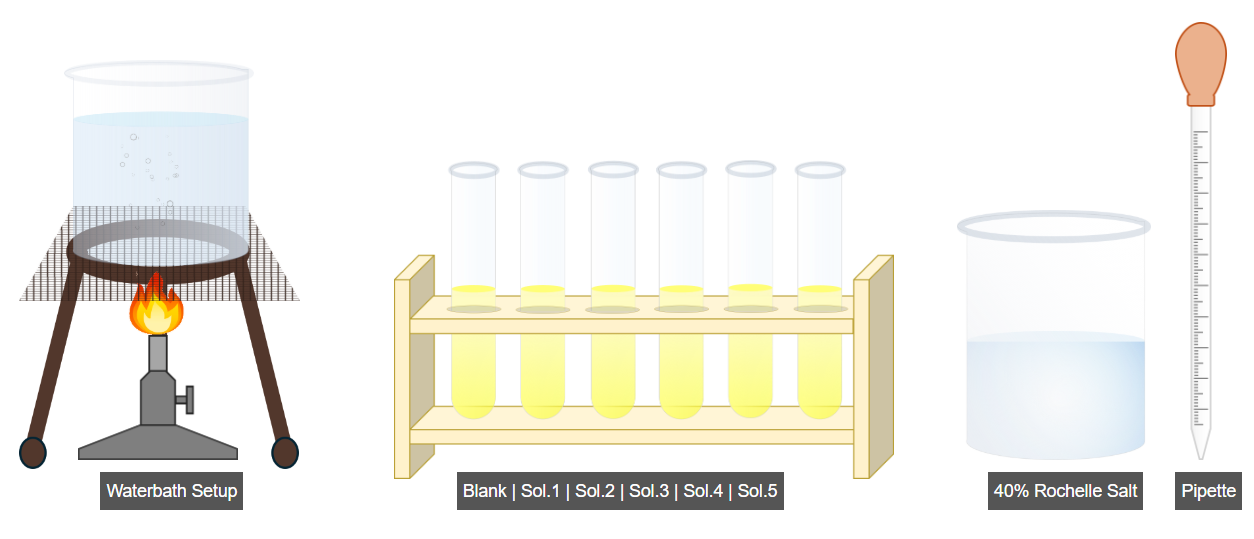 Waterbath Setup
Blank | Sol.1 | Sol.2 | Sol.3 | Sol.4 | Sol.5
40% Rochelle Salt
Pipette